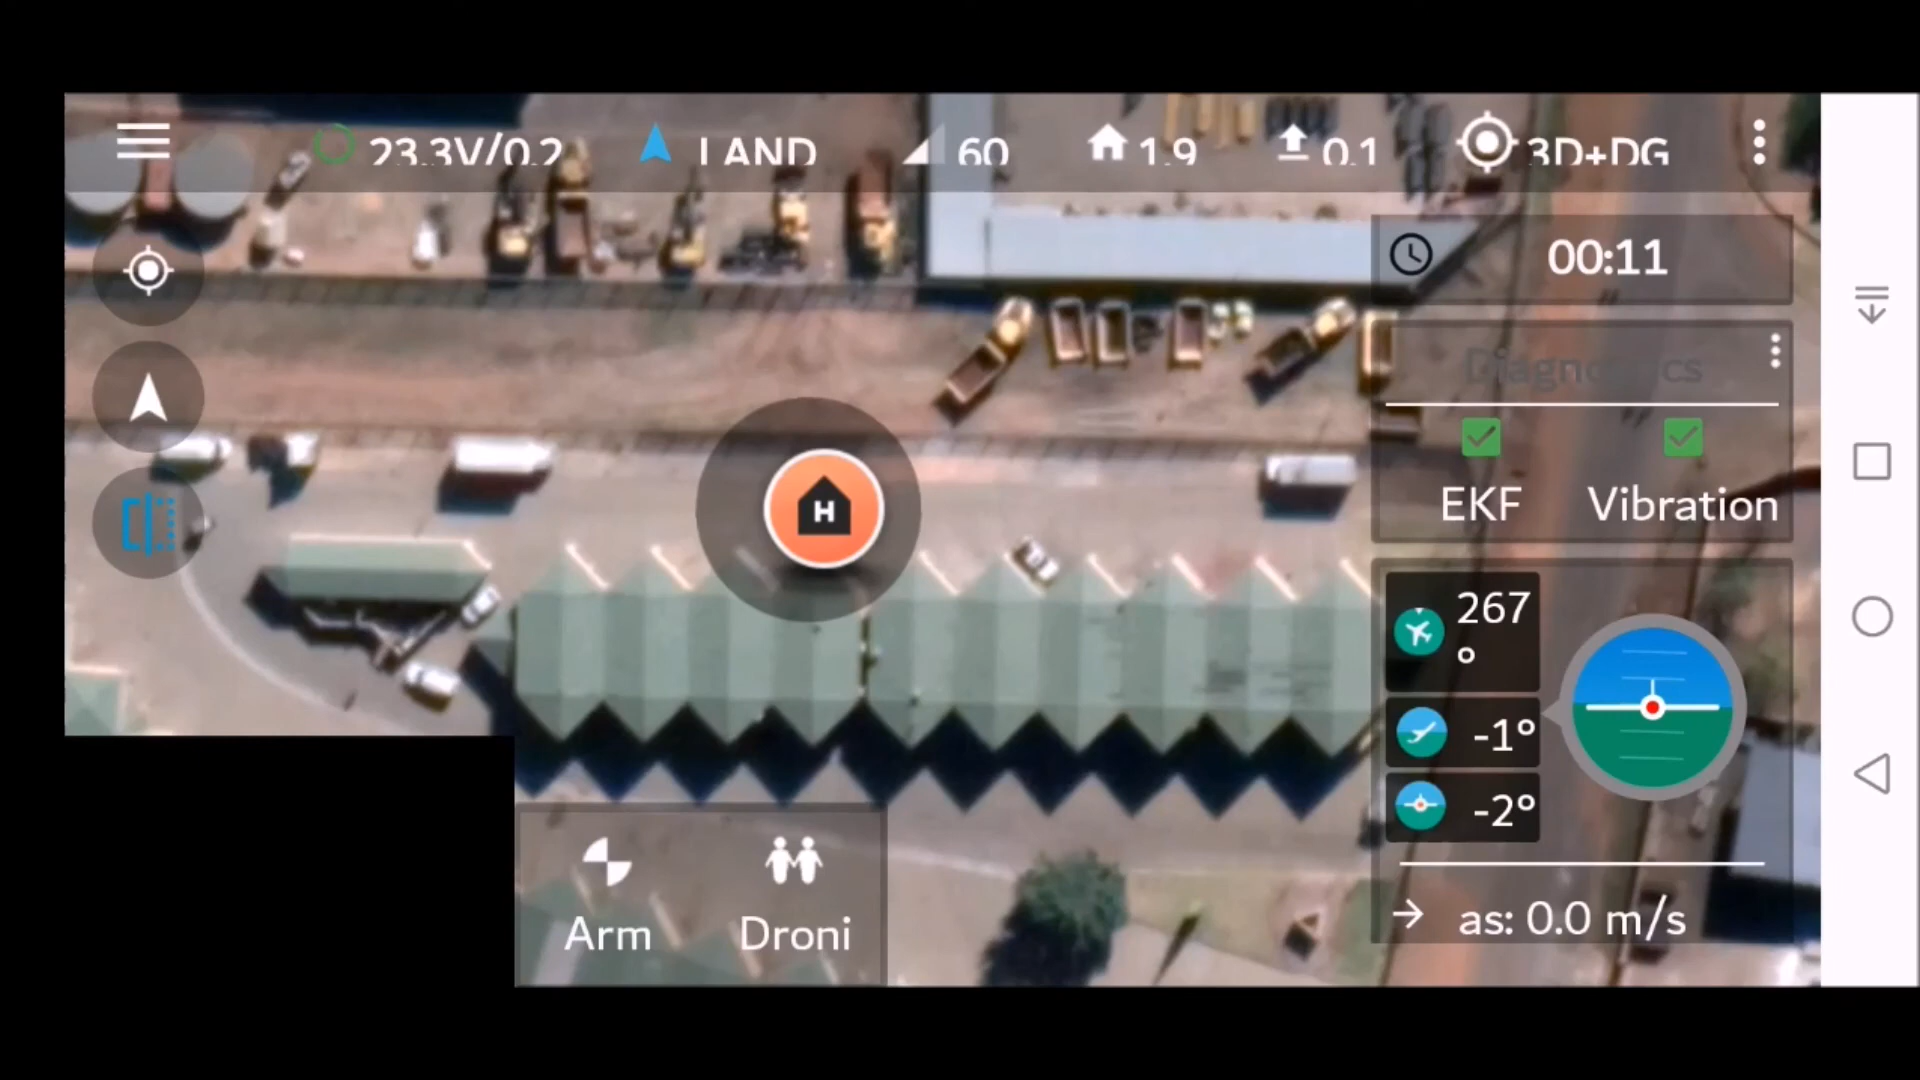 23.3V/0.2 LAND 60 1.9 0.1 3D+DG
00:11
Diagnostics
EKF Vibration
H
267
°
-1°
-2°
Arm Droni
as: 0.0 m/s